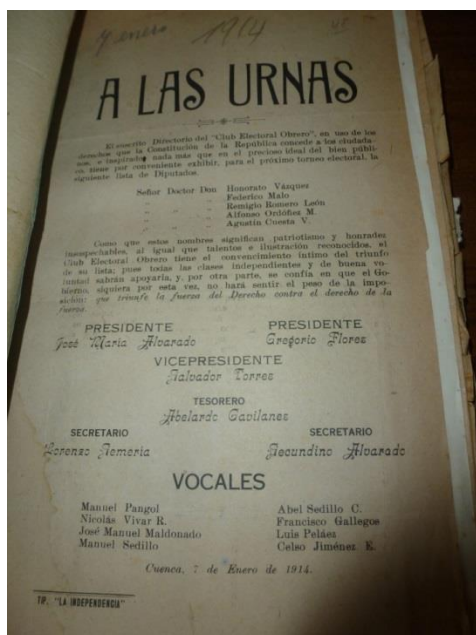 7 enero 1914
A LAS URNAS
El suscrito Directorio del "Club Electoral Obrero", en uso de los
derechos que la Constitución de la República concede a los ciudada-
nos, e inspirados nada más que en el precioso ideal del bien públi-
co, tiene por conveniente exhibir, para el próximo torneo electoral, la
siguiente lista de Diputados.
Señor Doctor Don Honorato Vázquez
" " " Federico Malo
" " " Remigio Romero León
" " " Alfonso Ordóñez M.
" " " Agustín Cuesta V.
Como que estos nombres significan patriotismo y honradez
insospechables, al igual que talentos e ilustración reconocidos, el
Club Electoral Obrero tiene el convencimiento íntimo del triunfo
de su lista; pues todas las clases independientes y de buena vo-
luntad sabrán apoyarla, y por otra parte, se confía en que el Go-
bierno, siquiera por esta vez, no hará sentir el peso de la impo-
sición: que triunfe la fuerza del Derecho contra el derecho de la
fuerza.
PRESIDENTE PRESIDENTE
José María Alvarado Gregorio Flores
VICEPRESIDENTE
Salvador Torres
TESORERO
Abelardo Gavilanes
SECRETARIO SECRETARIO
Lorenzo Secundino Alvarado
VOCALES
Manuel Pangol Abel Sedillo C.
Nicolás Vivar R. Francisco Gallegos
José Manuel Maldonado Luis Peláez
Manuel Sedillo Celso Jiménez E.
Cuenca, 7 de Enero de 1914.
TIP. "LA INDEPENDENCIA"